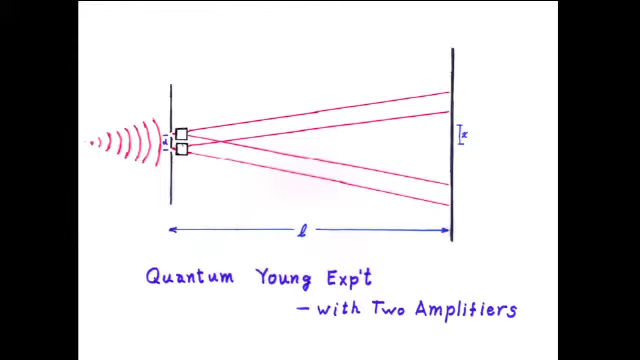 d
x
l
Quantum Young Exp't
— with Two Amplifiers